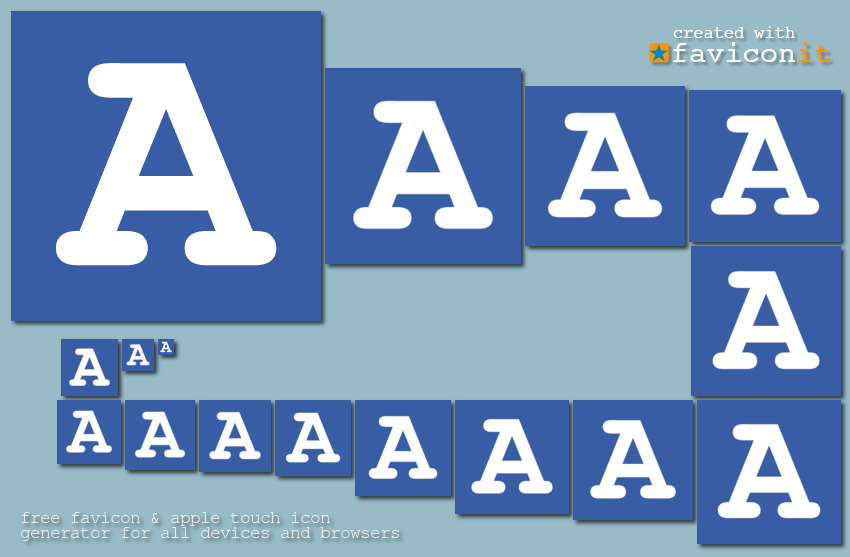 created with
faviconit
A A A A
A
A A A
A A A A A A A A
free favicon & apple touch icon
generator for all devices and browsers